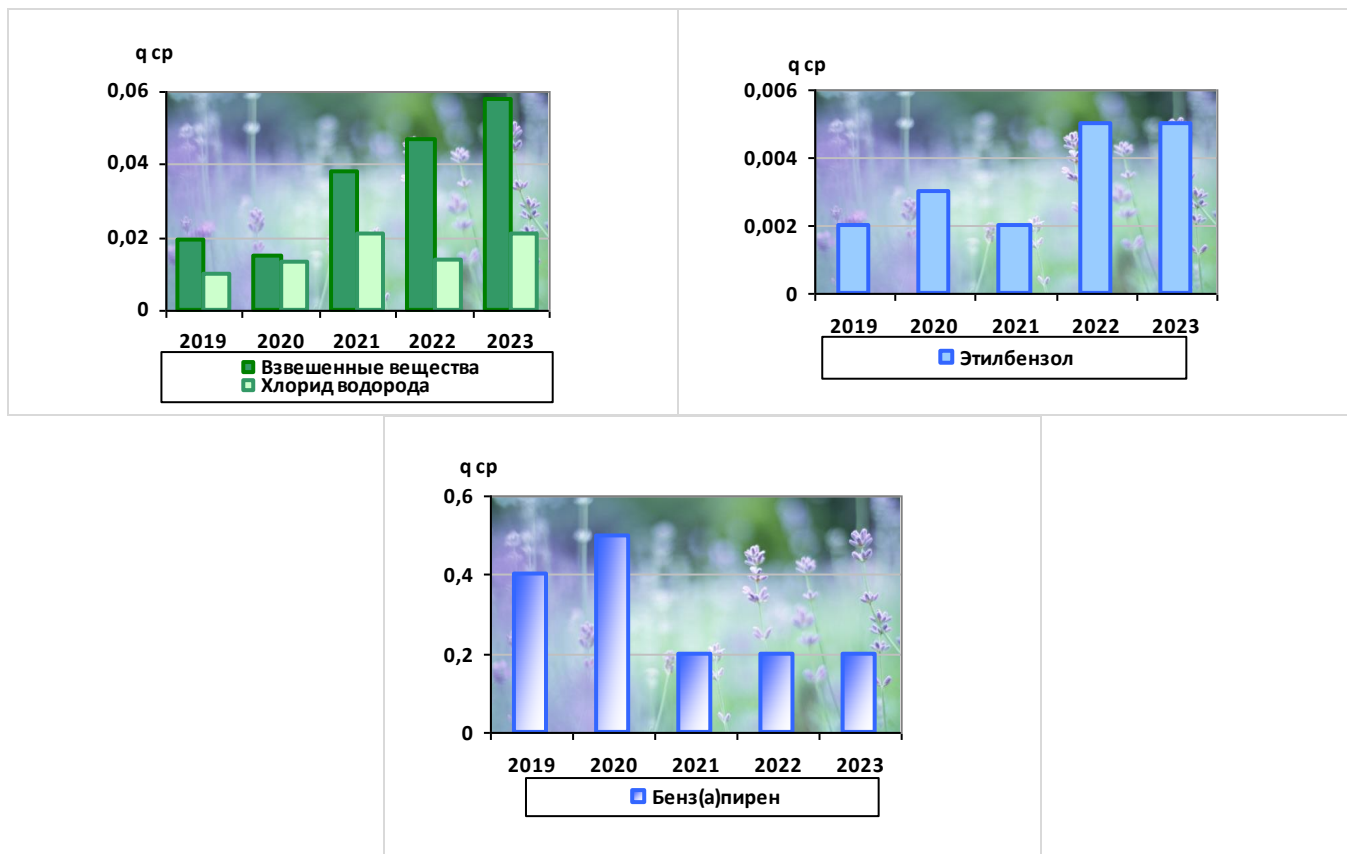 q ср
0,06
0,04
0,02
0
2019 2020 2021 2022 2023
Взвешенные вещества
Хлорид водорода
q ср
0,006
0,004
0,002
0
2019 2020 2021 2022 2023
Этилбензол
q ср
0,6
0,4
0,2
0
2019 2020 2021 2022 2023
Бенз(а)пирен